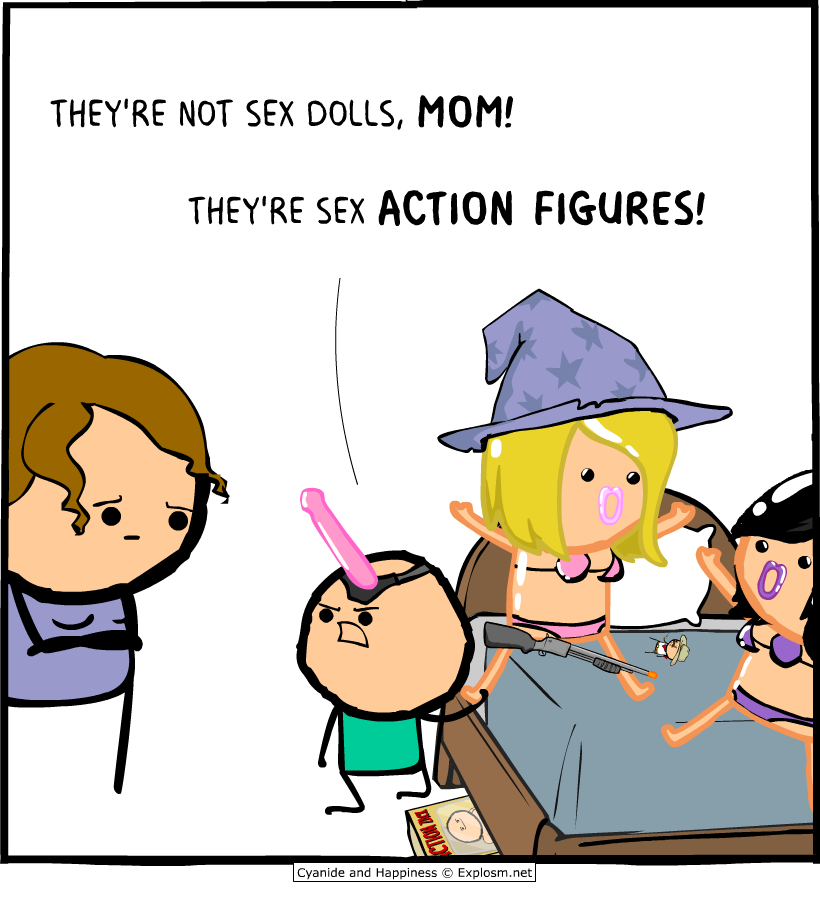 THEY'RE NOT SEX DOLLS, MOM!
THEY'RE SEX ACTION FIGURES!
Cyanide and Happiness © Explosm.net